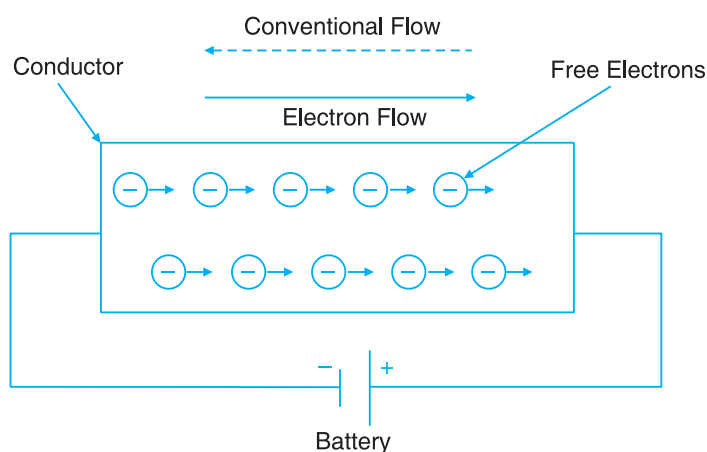 Conventional Flow
Conductor
Free Electrons
Electron Flow
− → − → − → − → − →
− → − → − → − → − →
− +
Battery